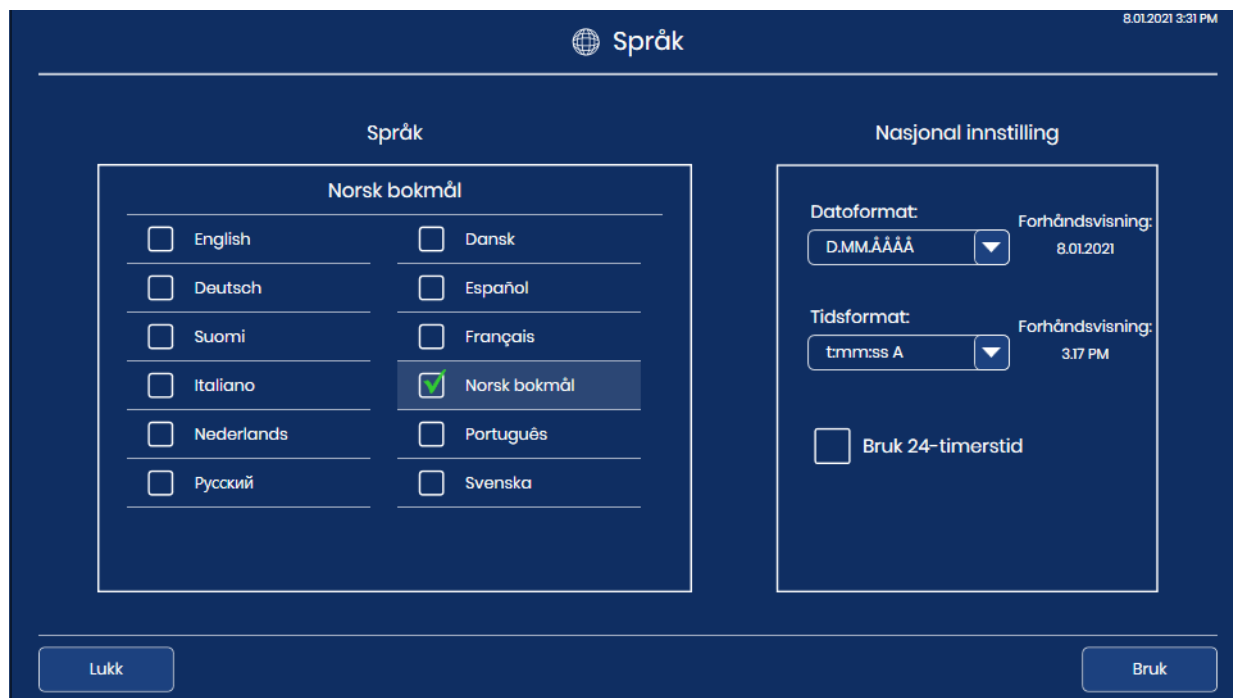 8.01.2021 3:31 PM
Språk
Språk
Norsk bokmål
English
Dansk
Deutsch
Español
Suomi
Français
Italiano
Norsk bokmål
Nederlands
Português
Русский
Svenska
Nasjonal innstilling
Datoformat:
Forhåndsvisning:
D.MM.ÅÅÅÅ
8.01.2021
Tidsformat:
Forhåndsvisning:
t:mm:ss A
3.17 PM
Bruk 24-timerstid
Lukk
Bruk